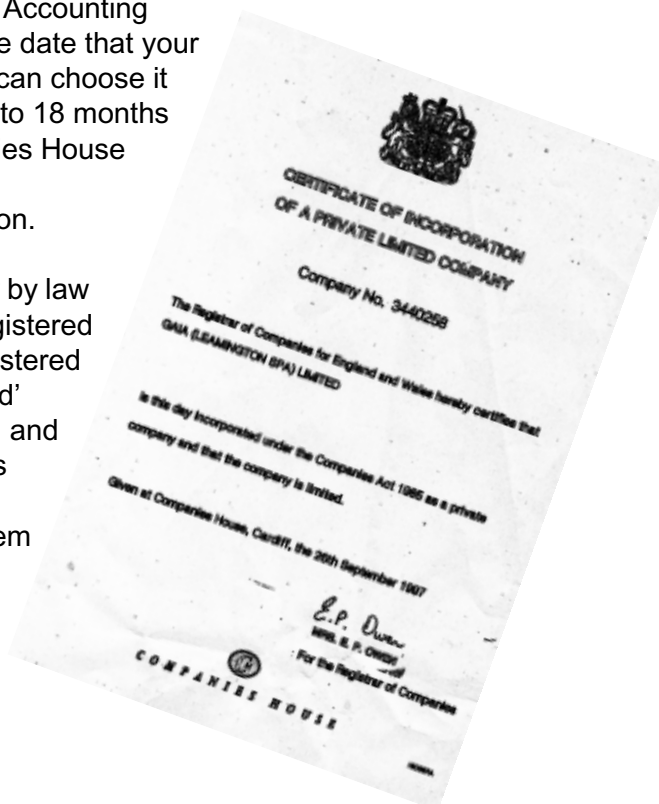 Accounting
e date that your
can choose it
to 18 months
es House
on.
by law
gistered
stered
d'
and
s
em
CERTIFICATE OF INCORPORATION
OF A PRIVATE LIMITED COMPANY
Company No. 3440258
The Registrar of Companies for England and Wales hereby certifies that
GAIA (LEAMINGTON SPA) LIMITED
is this day incorporated under the Companies Act 1985 as a private
company and that the company is limited.
Given at Companies House, Cardiff, the 26th September 1997
E.P. Owen
MRS. E. P. OWEN
For the Registrar of Companies
COMPANIES HOUSE